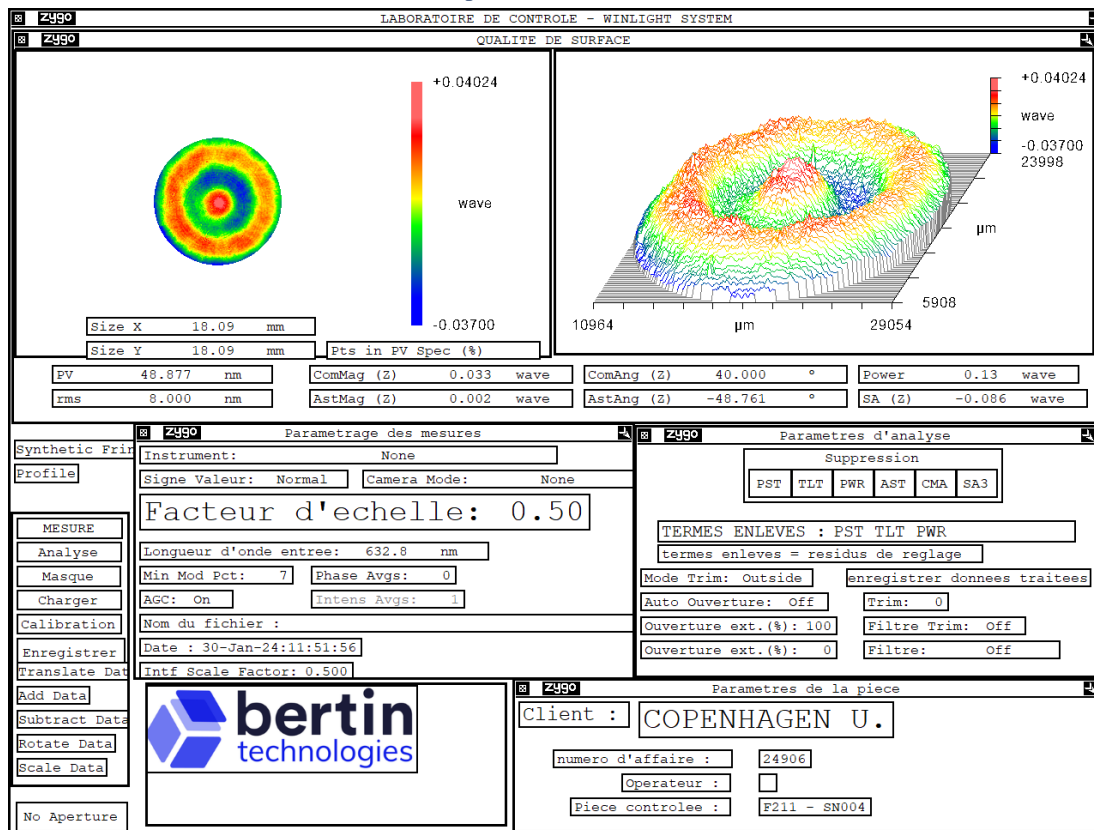 zygo LABORATOIRE DE CONTROLE - WINLIGHT SYSTEM
zygo QUALITE DE SURFACE
+0.04024
wave
-0.03700
+0.04024
wave
-0.03700
23998
µm
5908
10964 µm 29054
Size X 18.09 mm
Size Y 18.09 mm
Pts in PV Spec (%)
PV 48.877 nm
ComMag (Z) 0.033 wave
ComAng (Z) 40.000 °
Power 0.13 wave
rms 8.000 nm
AstMag (Z) 0.002 wave
AstAng (Z) -48.761 °
SA (Z) -0.086 wave
Synthetic Frin
Profile
MESURE
Analyse
Masque
Charger
Calibration
Enregistrer
Translate Dat
Add Data
Subtract Data
Rotate Data
Scale Data
No Aperture
zygo Parametrage des mesures
Instrument: None
Signe Valeur: Normal
Camera Mode: None
Facteur d'echelle: 0.50
Longueur d'onde entree: 632.8 nm
Min Mod Pct: 7
Phase Avgs: 0
AGC: On
Intens Avgs: 1
Nom du fichier :
Date : 30-Jan-24:11:51:56
Intf Scale Factor: 0.500
zygo Parametres d'analyse
Suppression
PST TLT PWR AST CMA SA3
TERMES ENLEVES : PST TLT PWR
termes enleves = residus de reglage
Mode Trim: Outside
enregistrer donnees traitees
Auto Ouverture: Off
Trim: 0
Ouverture ext.(%): 100
Filtre Trim: Off
Ouverture ext.(%): 0
Filtre: Off
bertin
technologies
zygo Parametres de la piece
Client : COPENHAGEN U.
numero d'affaire : 24906
Operateur :
Piece controlee : F211 - SN004